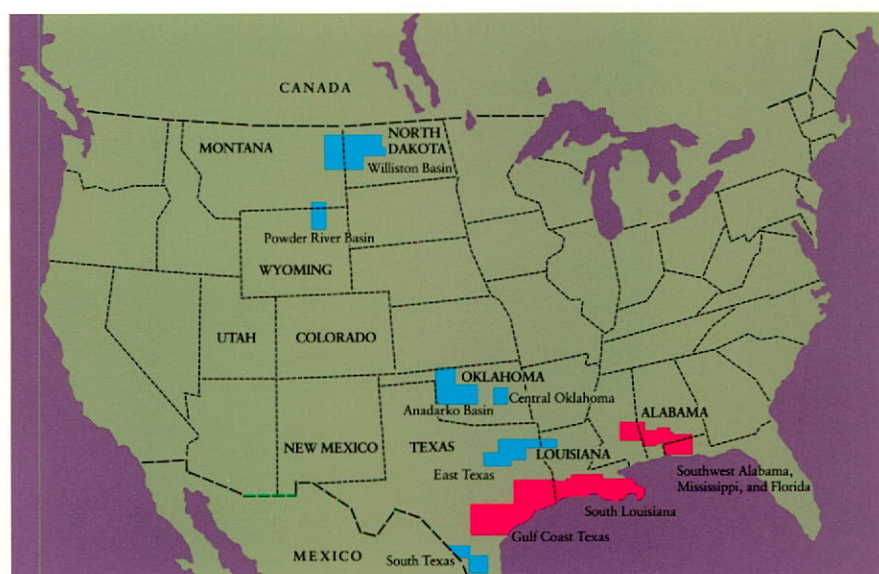 CANADA
MONTANA
NORTH
DAKOTA
Williston Basin
Powder River Basin
WYOMING
UTAH
COLORADO
OKLAHOMA
Central Oklahoma
Anadarko Basin
ALABAMA
NEW MEXICO
TEXAS
LOUISIANA
East Texas
Southwest Alabama,
Mississippi, and Florida
South Louisiana
Gulf Coast Texas
MEXICO
South Texas